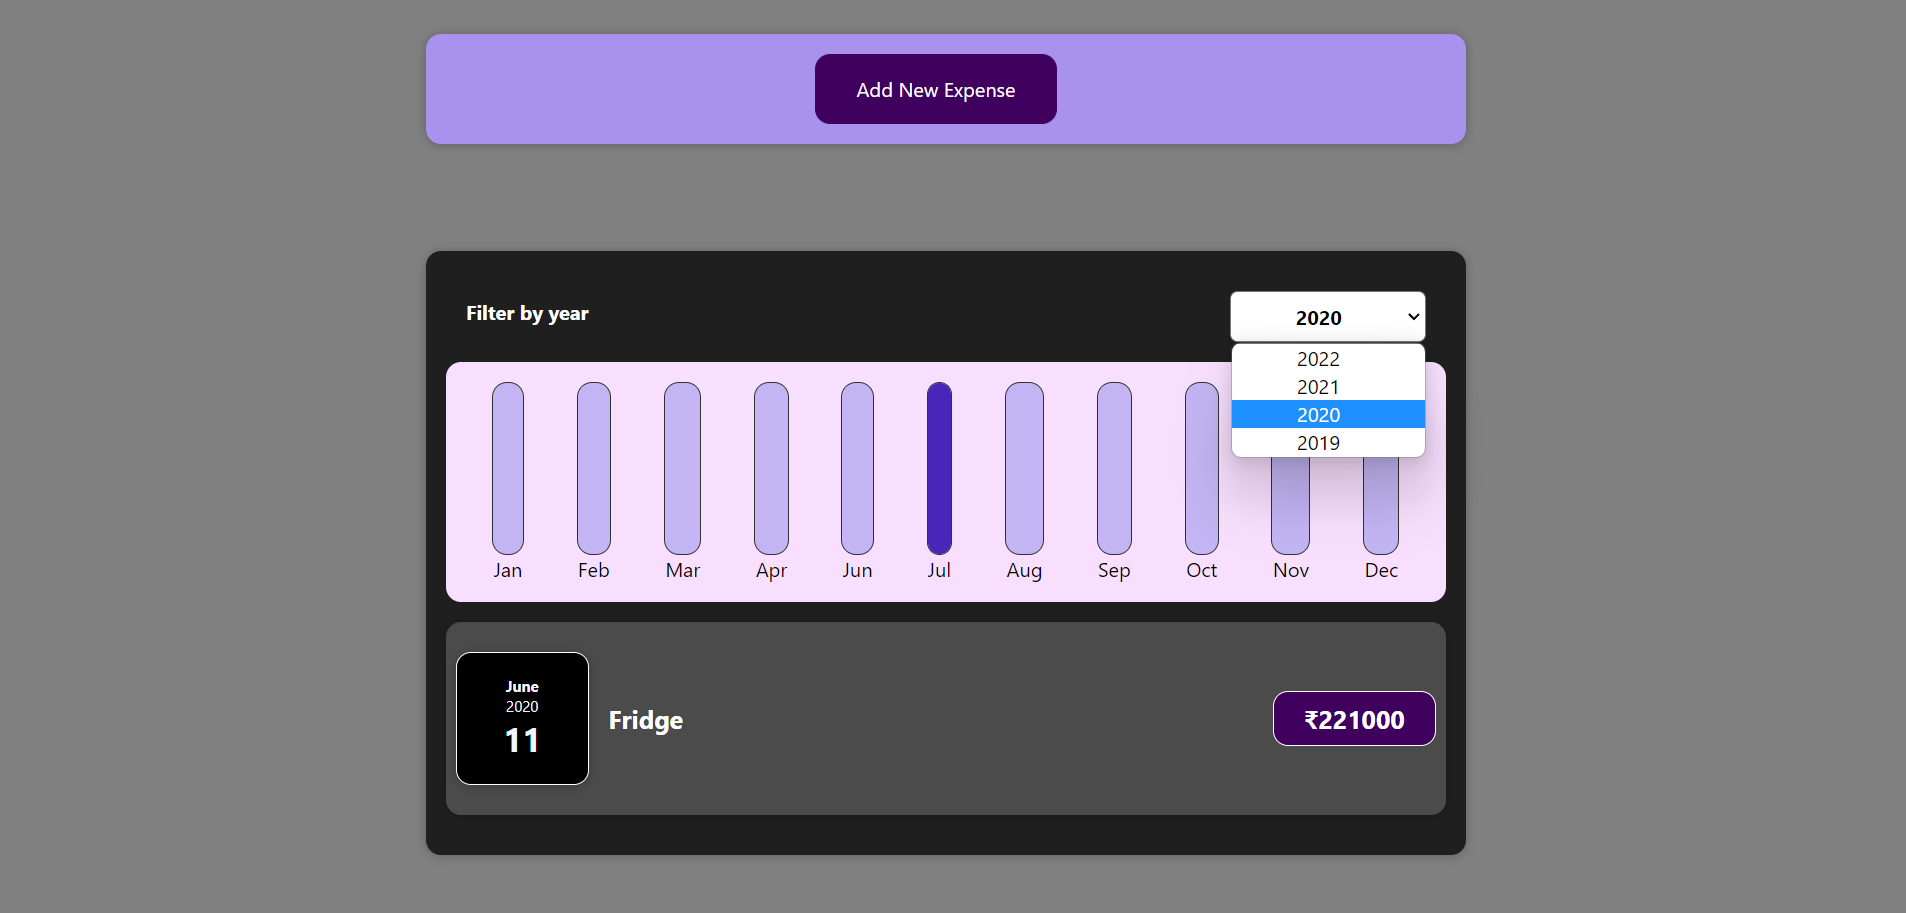 Add New Expense
Filter by year
2020
2022
2021
2020
2019
Jan Feb Mar Apr Jun Jul Aug Sep Oct Nov Dec
June
2020
11
Fridge
₹221000